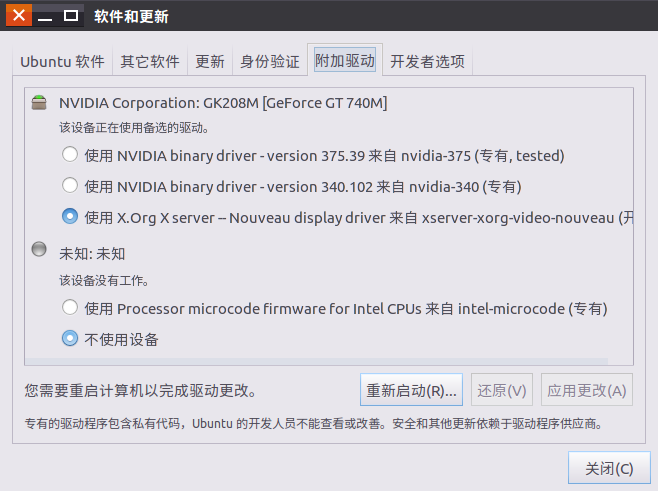 软件和更新
Ubuntu 软件 其它软件 更新 身份验证 附加驱动 开发者选项
NVIDIA Corporation: GK208M [GeForce GT 740M]
该设备正在使用备选的驱动。
使用 NVIDIA binary driver - version 375.39 来自 nvidia-375 (专有, tested)
使用 NVIDIA binary driver - version 340.102 来自 nvidia-340 (专有)
使用 X.Org X server -- Nouveau display driver 来自 xserver-xorg-video-nouveau (开
未知: 未知
该设备没有工作。
使用 Processor microcode firmware for Intel CPUs 来自 intel-microcode (专有)
不使用设备
您需要重启计算机以完成驱动更改。 重新启动(R)... 还原(V) 应用更改(A)
专有的驱动程序包含私有代码，Ubuntu 的开发人员不能查看或改善。安全和其他更新依赖于驱动程序供应商。
关闭(C)